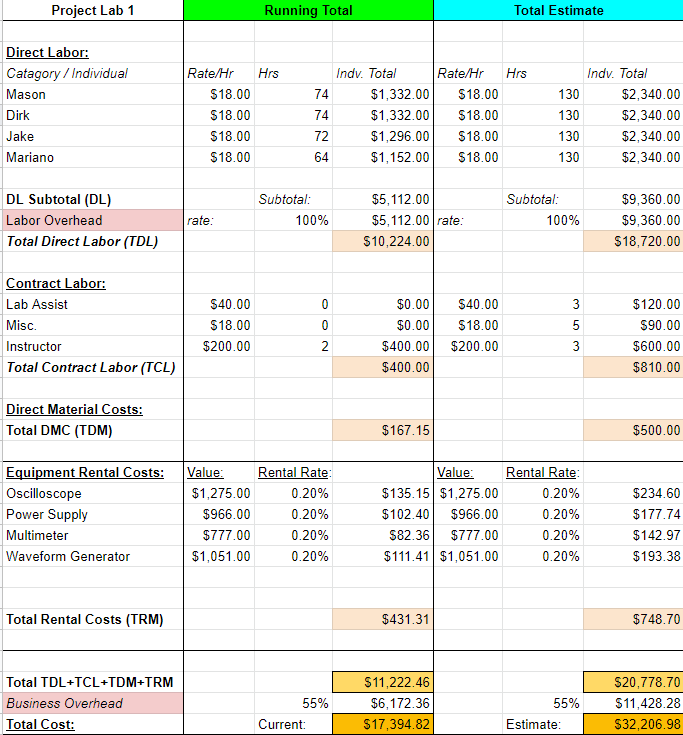 Project Lab 1 Running Total Total Estimate
Direct Labor:
Catagory / Individual Rate/Hr Hrs Indv. Total Rate/Hr Hrs Indv. Total
Mason $18.00 74 $1,332.00 $18.00 130 $2,340.00
Dirk $18.00 74 $1,332.00 $18.00 130 $2,340.00
Jake $18.00 72 $1,296.00 $18.00 130 $2,340.00
Mariano $18.00 64 $1,152.00 $18.00 130 $2,340.00
DL Subtotal (DL) Subtotal: $5,112.00 Subtotal: $9,360.00
Labor Overhead rate: 100% $5,112.00 rate: 100% $9,360.00
Total Direct Labor (TDL) $10,224.00 $18,720.00
Contract Labor:
Lab Assist $40.00 0 $0.00 $40.00 3 $120.00
Misc. $18.00 0 $0.00 $18.00 5 $90.00
Instructor $200.00 2 $400.00 $200.00 3 $600.00
Total Contract Labor (TCL) $400.00 $810.00
Direct Material Costs:
Total DMC (TDM) $167.15 $500.00
Equipment Rental Costs: Value: Rental Rate: Value: Rental Rate:
Oscilloscope $1,275.00 0.20% $135.15 $1,275.00 0.20% $234.60
Power Supply $966.00 0.20% $102.40 $966.00 0.20% $177.74
Multimeter $777.00 0.20% $82.36 $777.00 0.20% $142.97
Waveform Generator $1,051.00 0.20% $111.41 $1,051.00 0.20% $193.38
Total Rental Costs (TRM) $431.31 $748.70
Total TDL+TCL+TDM+TRM $11,222.46 $20,778.70
Business Overhead 55% $6,172.36 55% $11,428.28
Total Cost: Current: $17,394.82 Estimate: $32,206.98